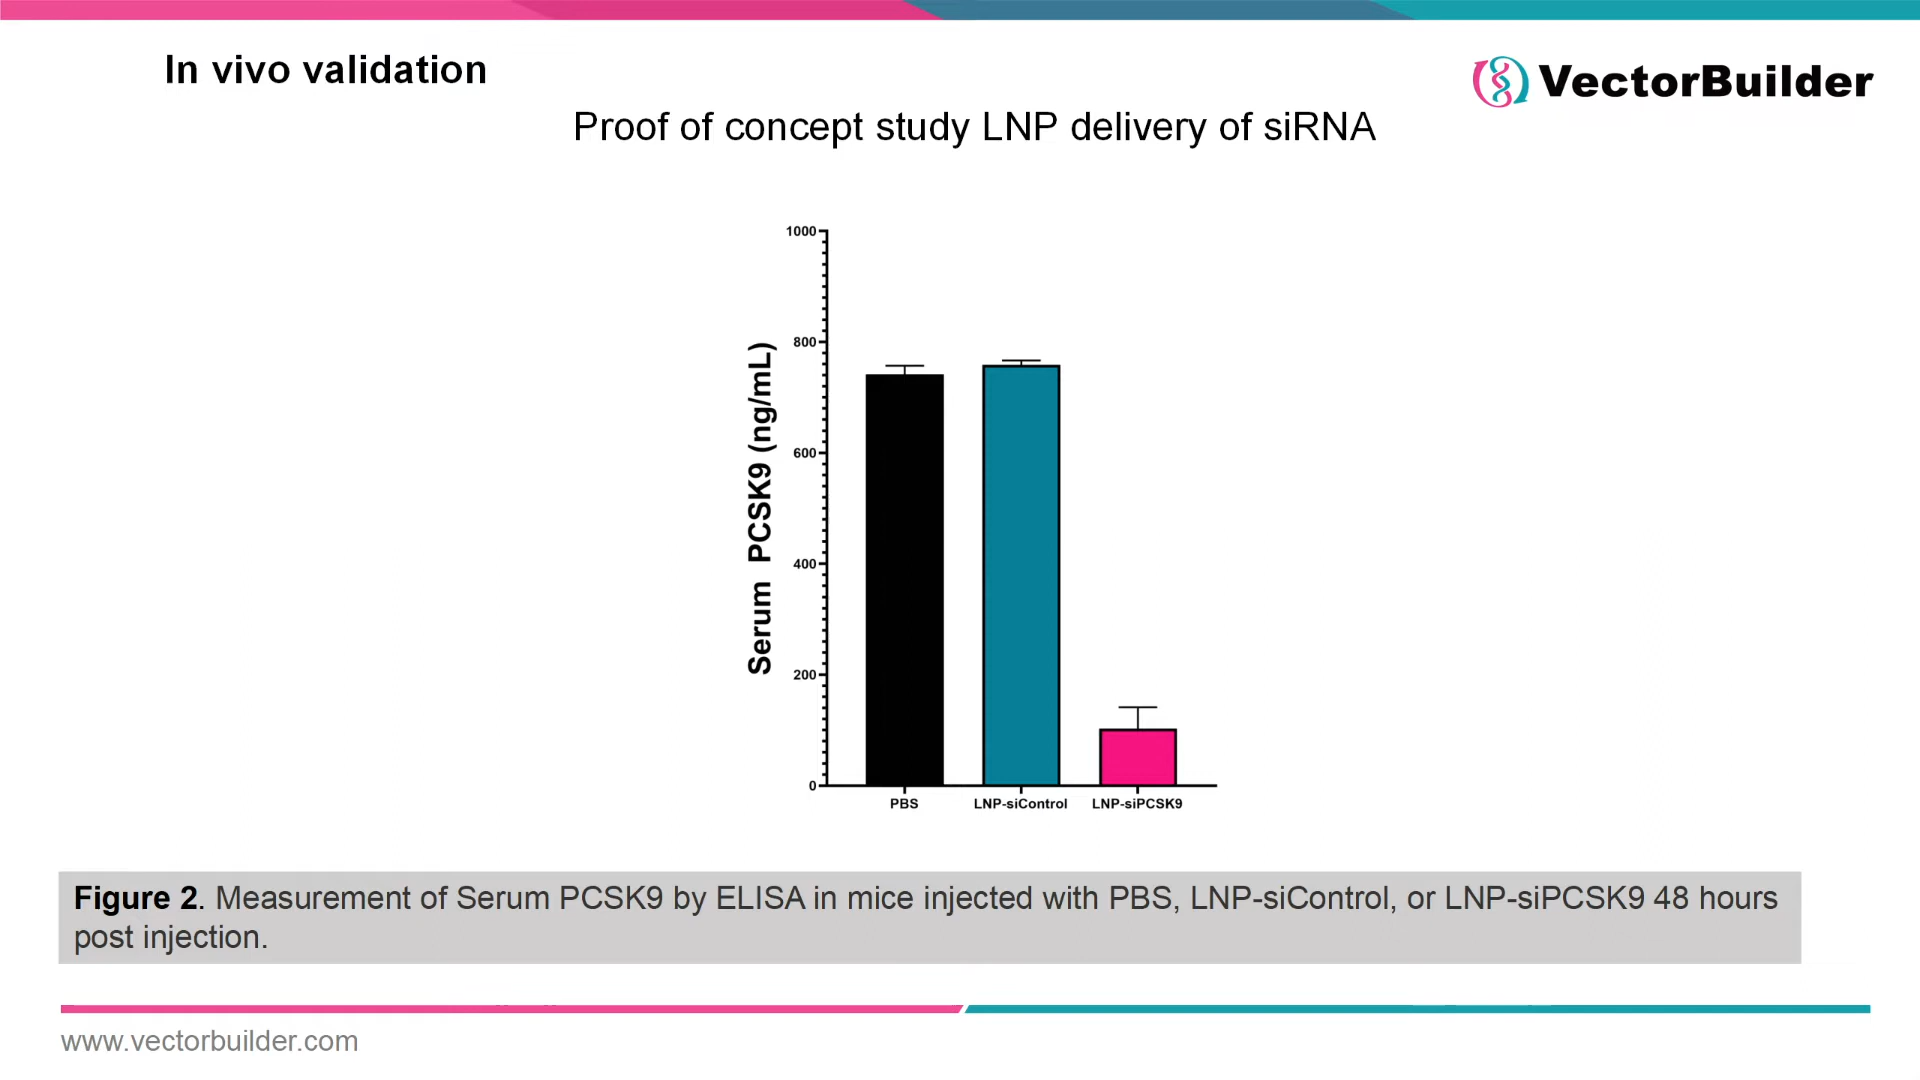 In vivo validation
VectorBuilder
Proof of concept study LNP delivery of siRNA
Serum PCSK9 (ng/mL)
1000
800
600
400
200
0
PBS LNP-siControl LNP-siPCSK9
Figure 2. Measurement of Serum PCSK9 by ELISA in mice injected with PBS, LNP-siControl, or LNP-siPCSK9 48 hours
post injection.
www.vectorbuilder.com